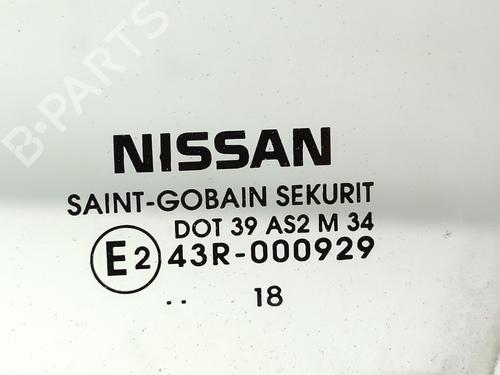 B-PARTS
NISSAN
SAINT-GOBAIN SEKURIT
DOT 39 AS2 M 34
E2 43R-000929
.. 18